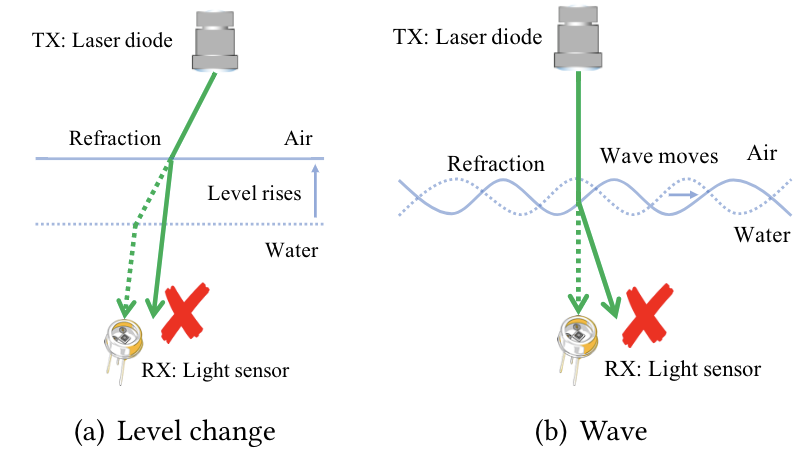 TX: Laser diode
Refraction
Air
Level rises
Water
RX: Light sensor
(a) Level change
TX: Laser diode
Refraction
Wave moves
Air
Water
RX: Light sensor
(b) Wave